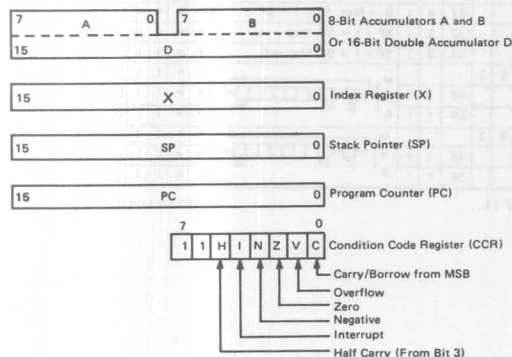 7 A 0 7 B 0 8-Bit Accumulators A and B
15 D 0 Or 16-Bit Double Accumulator D
15 X 0 Index Register (X)
15 SP 0 Stack Pointer (SP)
15 PC 0 Program Counter (PC)
7 0
1 1 H I N Z V C Condition Code Register (CCR)
Carry/Borrow from MSB
Overflow
Zero
Negative
Interrupt
Half Carry (From Bit 3)